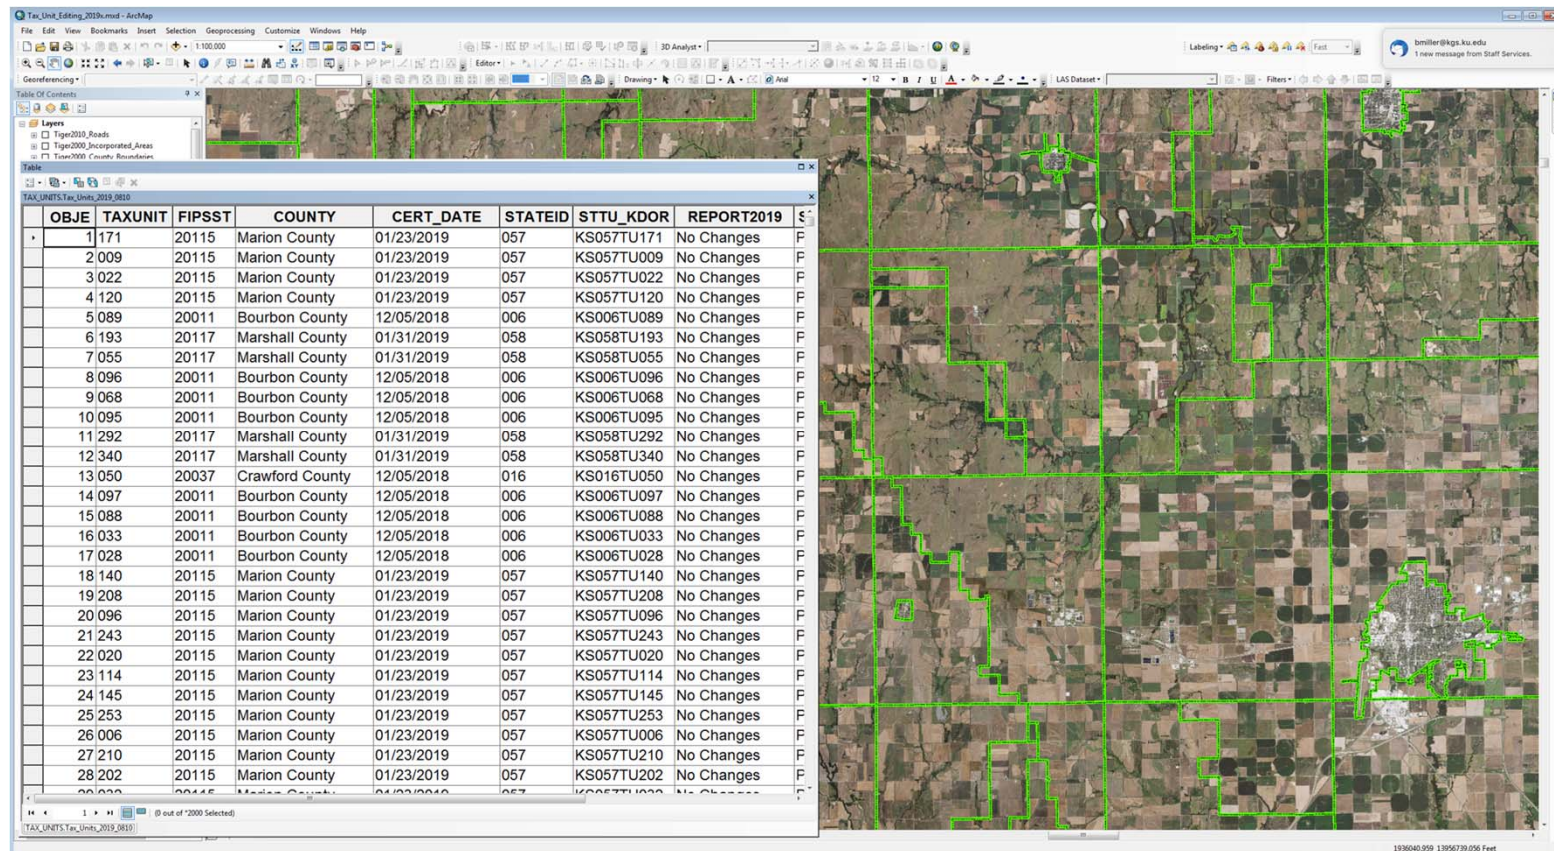 Tax_Unit_Editing_2019s.mxd - ArcMap
File Edit View Bookmarks Insert Selection Geoprocessing Customize Windows Help
1:100,000 3D Analyst Labeling Fast
bmiller@kgs.ku.edu
1 new message from Staff Services.
Editor
Georeferencing Drawing Arial 12 B I U A LAS Dataset Filters
Table Of Contents
Layers
Tiger2010_Roads
Tiger2000_Incorporated_Areas
Tiger2000_County_Boundaries
Table
TAX_UNITS.Tax_Units_2019_0810
OBJE TAXUNIT FIPSST COUNTY CERT_DATE STATEID STTU_KDOR REPORT2019 S
1 171 20115 Marion County 01/23/2019 057 KS057TU171 No Changes P
2 009 20115 Marion County 01/23/2019 057 KS057TU009 No Changes P
3 022 20115 Marion County 01/23/2019 057 KS057TU022 No Changes P
4 120 20115 Marion County 01/23/2019 057 KS057TU120 No Changes P
5 089 20011 Bourbon County 12/05/2018 006 KS006TU089 No Changes P
6 193 20117 Marshall County 01/31/2019 058 KS058TU193 No Changes P
7 055 20117 Marshall County 01/31/2019 058 KS058TU055 No Changes P
8 096 20011 Bourbon County 12/05/2018 006 KS006TU096 No Changes P
9 068 20011 Bourbon County 12/05/2018 006 KS006TU068 No Changes P
10 095 20011 Bourbon County 12/05/2018 006 KS006TU095 No Changes P
11 292 20117 Marshall County 01/31/2019 058 KS058TU292 No Changes P
12 340 20117 Marshall County 01/31/2019 058 KS058TU340 No Changes P
13 050 20037 Crawford County 12/05/2018 016 KS016TU050 No Changes P
14 097 20011 Bourbon County 12/05/2018 006 KS006TU097 No Changes P
15 088 20011 Bourbon County 12/05/2018 006 KS006TU088 No Changes P
16 033 20011 Bourbon County 12/05/2018 006 KS006TU033 No Changes P
17 028 20011 Bourbon County 12/05/2018 006 KS006TU028 No Changes P
18 140 20115 Marion County 01/23/2019 057 KS057TU140 No Changes P
19 208 20115 Marion County 01/23/2019 057 KS057TU208 No Changes P
20 096 20115 Marion County 01/23/2019 057 KS057TU096 No Changes P
21 243 20115 Marion County 01/23/2019 057 KS057TU243 No Changes P
22 020 20115 Marion County 01/23/2019 057 KS057TU020 No Changes P
23 114 20115 Marion County 01/23/2019 057 KS057TU114 No Changes P
24 145 20115 Marion County 01/23/2019 057 KS057TU145 No Changes P
25 253 20115 Marion County 01/23/2019 057 KS057TU253 No Changes P
26 006 20115 Marion County 01/23/2019 057 KS057TU006 No Changes P
27 210 20115 Marion County 01/23/2019 057 KS057TU210 No Changes P
28 202 20115 Marion County 01/23/2019 057 KS057TU202 No Changes P
1 (0 out of *2000 Selected)
TAX_UNITS.Tax_Units_2019_0810
1936040.959 13956739.056 Feet